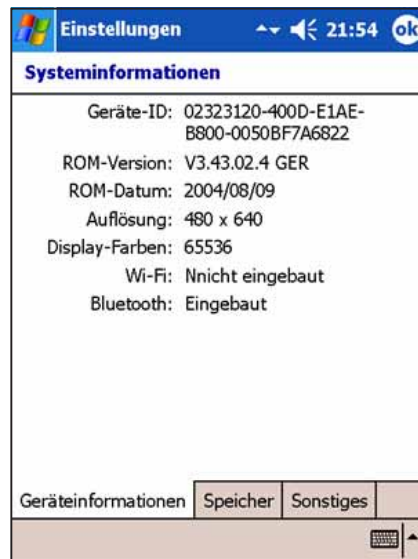 Einstellungen 21:54 ok
Systeminformationen
Geräte-ID: 02323120-400D-E1AE-
B800-0050BF7A6822
ROM-Version: V3.43.02.4 GER
ROM-Datum: 2004/08/09
Auflösung: 480 x 640
Display-Farben: 65536
Wi-Fi: Nnicht eingebaut
Bluetooth: Eingebaut
Geräteinformationen Speicher Sonstiges